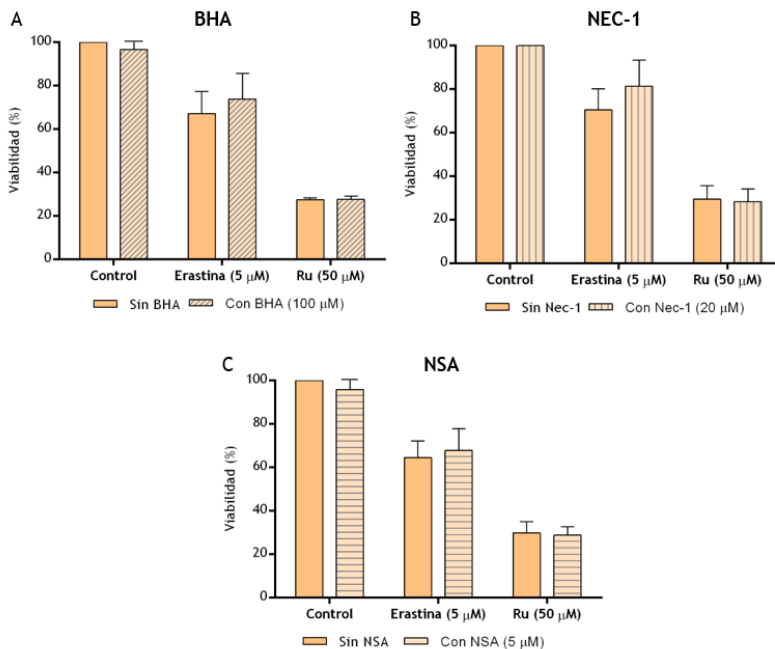 A
BHA
Viabilidad (%)
100
80
60
40
20
0
Control Erastina (5 μM) Ru (50 μM)
Sin BHA Con BHA (100 μM)
B
NEC-1
Viabilidad (%)
100
80
60
40
20
0
Control Erastina (5 μM) Ru (50 μM)
Sin Nec-1 Con Nec-1 (20 μM)
C
NSA
Viabilidad (%)
100
80
60
40
20
0
Control Erastina (5 μM) Ru (50 μM)
Sin NSA Con NSA (5 μM)